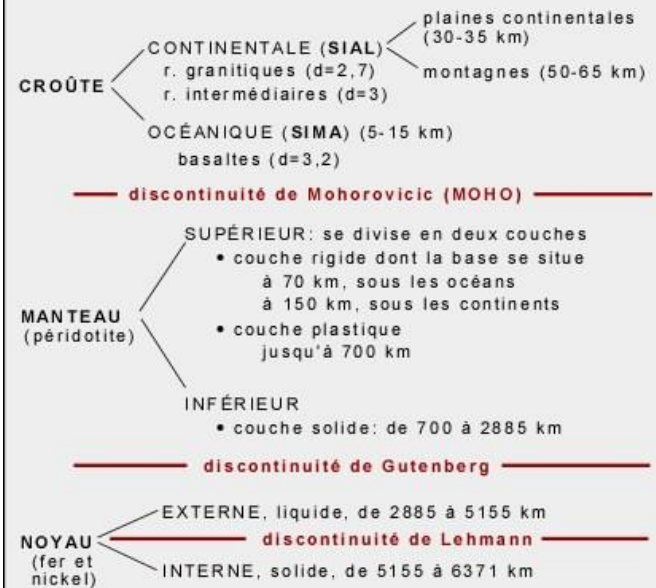 plaines continentales
(30-35 km)
CONTINENTALE (SIAL)
r. granitiques (d=2,7)
montagnes (50-65 km)
r. intermédiaires (d=3)
CROÛTE
OCÉANIQUE (SIMA) (5-15 km)
basaltes (d=3,2)
discontinuité de Mohorovicic (MOHO)
SUPÉRIEUR: se divise en deux couches
• couche rigide dont la base se situe
à 70 km, sous les océans
à 150 km, sous les continents
MANTEAU
(péridotite)
• couche plastique
jusqu'à 700 km
INFÉRIEUR
• couche solide: de 700 à 2885 km
discontinuité de Gutenberg
EXTERNE, liquide, de 2885 à 5155 km
NOYAU
(fer et
nickel)
discontinuité de Lehmann
INTERNE, solide, de 5155 à 6371 km